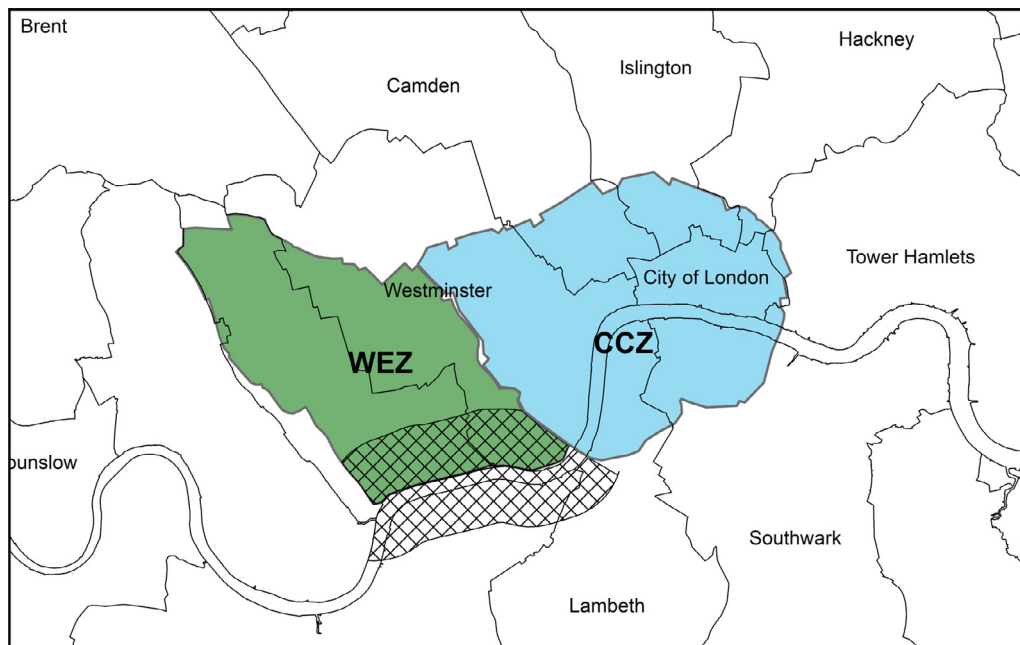 Brent
Hackney
Islington
Camden
Tower Hamlets
City of London
Westminster
CCZ
WEZ
ounslow
Southwark
Lambeth